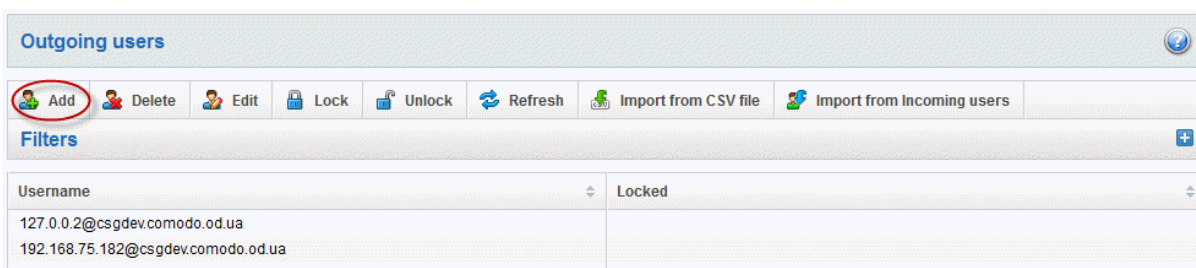 Outgoing users
Add Delete Edit Lock Unlock Refresh Import from CSV file Import from Incoming users
Filters
Username Locked
127.0.0.2@csgdev.comodo.od.ua
192.168.75.182@csgdev.comodo.od.ua